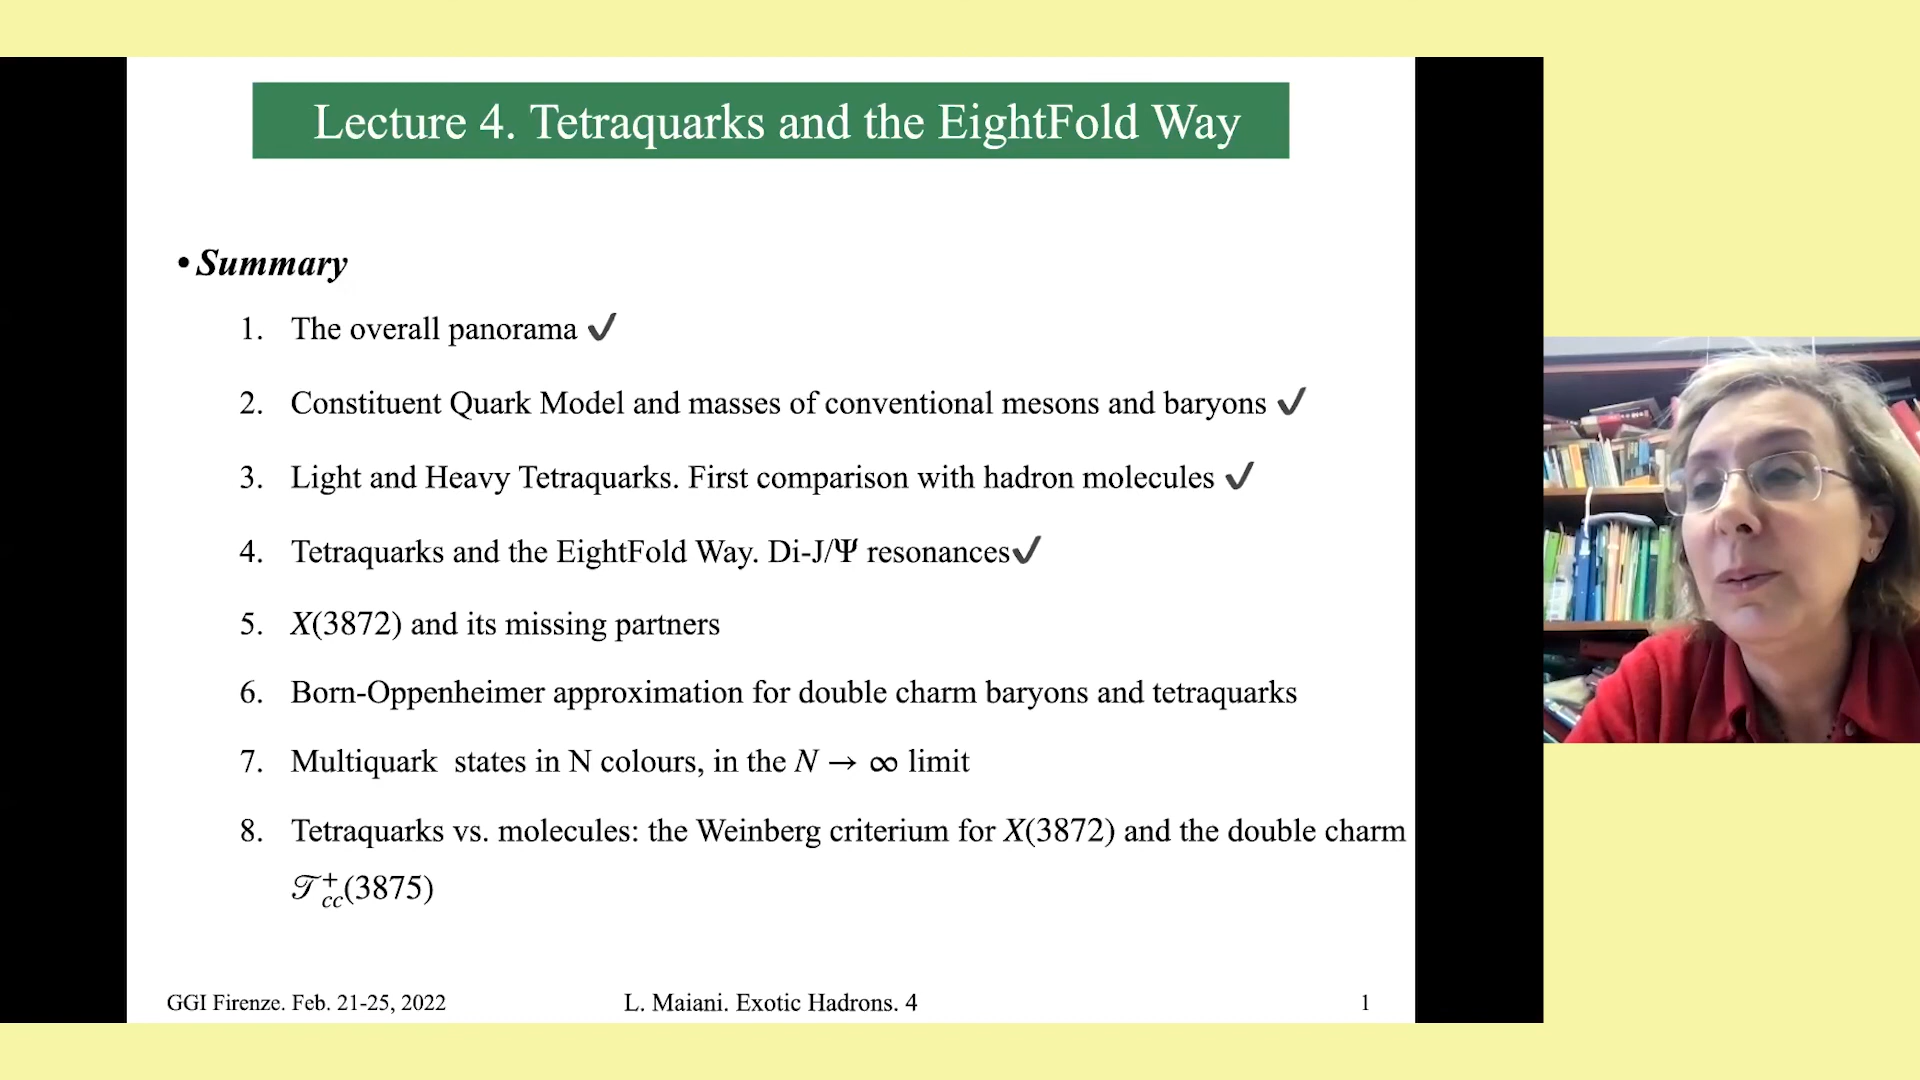 Lecture 4. Tetraquarks and the EightFold Way
• Summary
1. The overall panorama ✔
2. Constituent Quark Model and masses of conventional mesons and baryons ✔
3. Light and Heavy Tetraquarks. First comparison with hadron molecules ✔
4. Tetraquarks and the EightFold Way. Di-J/Ψ resonances✔
5. X(3872) and its missing partners
6. Born-Oppenheimer approximation for double charm baryons and tetraquarks
7. Multiquark states in N colours, in the N → ∞ limit
8. Tetraquarks vs. molecules: the Weinberg criterium for X(3872) and the double charm
𝒯⁺cc(3875)
GGI Firenze. Feb. 21-25, 2022
L. Maiani. Exotic Hadrons. 4
1